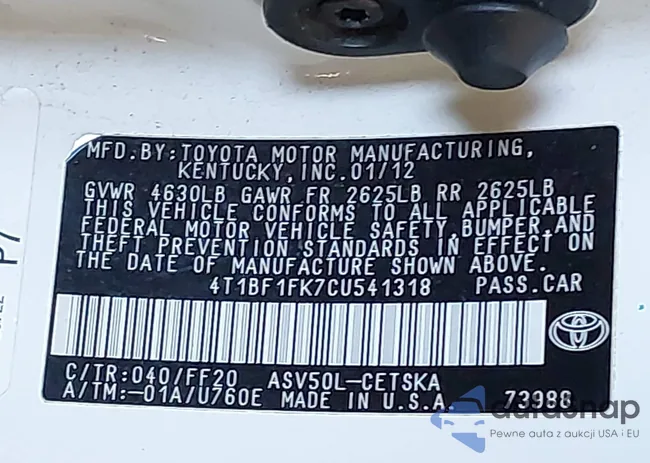 MFD. BY: TOYOTA MOTOR MANUFACTURING,
KENTUCKY, INC. 01/12
GVWR 4630LB GAWR FR 2625LB RR 2625LB
THIS VEHICLE CONFORMS TO ALL APPLICABLE
FEDERAL MOTOR VEHICLE SAFETY, BUMPER, AND
THEFT PREVENTION STANDARDS IN EFFECT ON
THE DATE OF MANUFACTURE SHOWN ABOVE.
4T1BF1FK7CU541318 PASS. CAR
C/TR: 040/FF20 ASV50L-CETSKA
A/TM: -01A/U760E MADE IN U.S.A. 73988
autosnap
Pewne auta z aukcji USA i EU